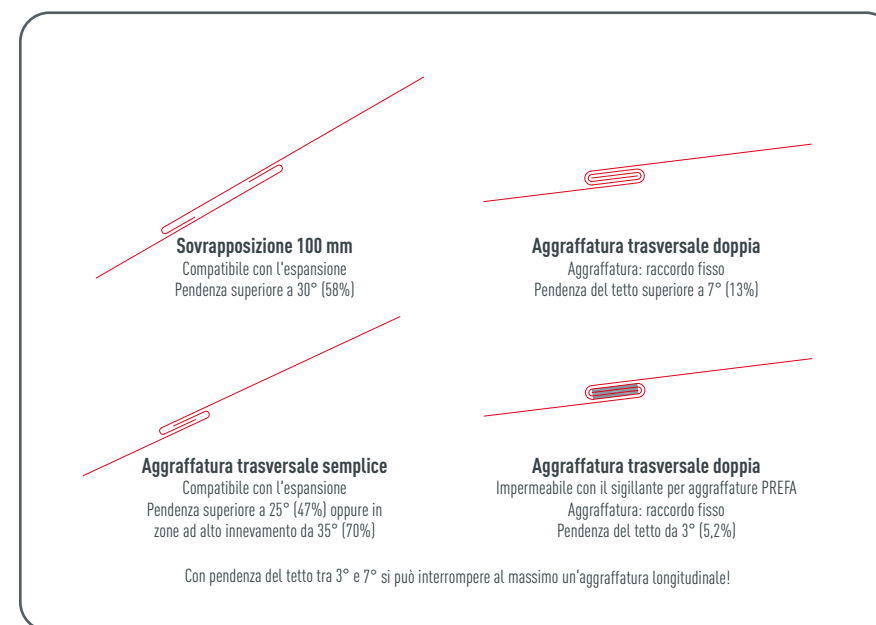 Sovrapposizione 100 mm
Compatibile con l'espansione
Pendenza superiore a 30° (58%)
Aggraffatura trasversale doppia
Aggraffatura: raccordo fisso
Pendenza del tetto superiore a 7° (13%)
Aggraffatura trasversale semplice
Compatibile con l'espansione
Pendenza superiore a 25° (47%) oppure in
zone ad alto innevamento da 35° (70%)
Aggraffatura trasversale doppia
Impermeabile con il sigillante per aggraffature PREFA
Aggraffatura: raccordo fisso
Pendenza del tetto da 3° (5,2%)
Con pendenza del tetto tra 3° e 7° si può interrompere al massimo un'aggraffatura longitudinale!